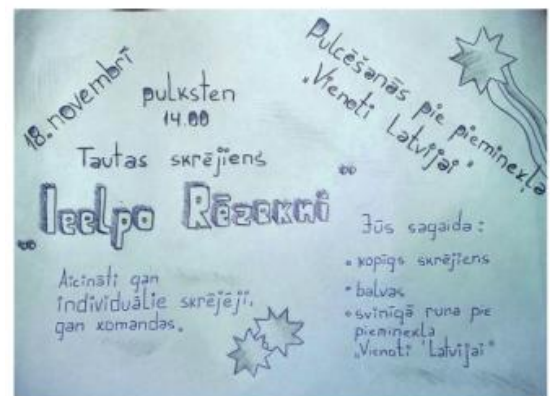 18. novembrī
pulksten
14.00
Pulcēšanās pie pieminekļa
"Vienoti Latvijai"
Tautas skrējiens
Ieelpo Rēzekni
Aicināti gan
individuālie skrējēji,
gan komandas.
Jūs sagaida:
• kopīgs skrējiens
• balvas
• svinīgā runa pie
pieminekļa
"Vienoti Latvijai"